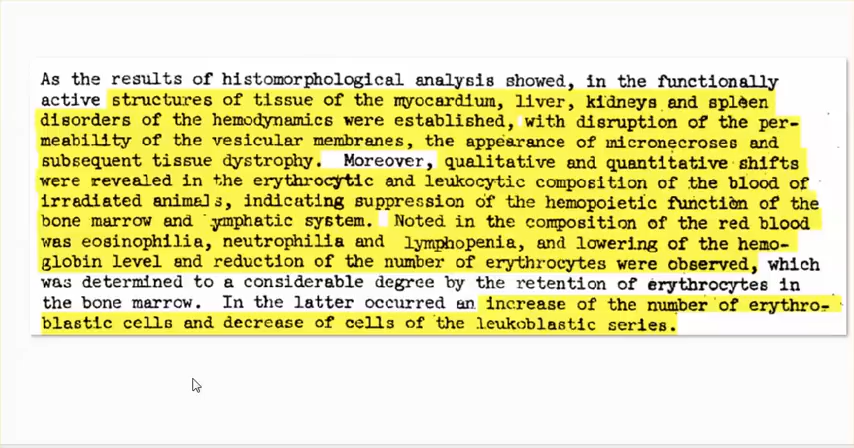 As the results of histomorphological analysis showed, in the functionally
active structures of tissue of the myocardium, liver, kidneys and spleen
disorders of the hemodynamics were established, with disruption of the per-
meability of the vesicular membranes, the appearance of micronecroses and
subsequent tissue dystrophy. Moreover, qualitative and quantitative shifts
were revealed in the erythrocytic and leukocytic composition of the blood of
irradiated animals, indicating suppression of the hemopoietic function of the
bone marrow and lymphatic system. Noted in the composition of the red blood
was eosinophilia, neutrophilia and lymphopenia, and lowering of the hemo-
globin level and reduction of the number of erythrocytes were observed, which
was determined to a considerable degree by the retention of erythrocytes in
the bone marrow. In the latter occurred an increase of the number of erythro-
blastic cells and decrease of cells of the leukoblastic series.